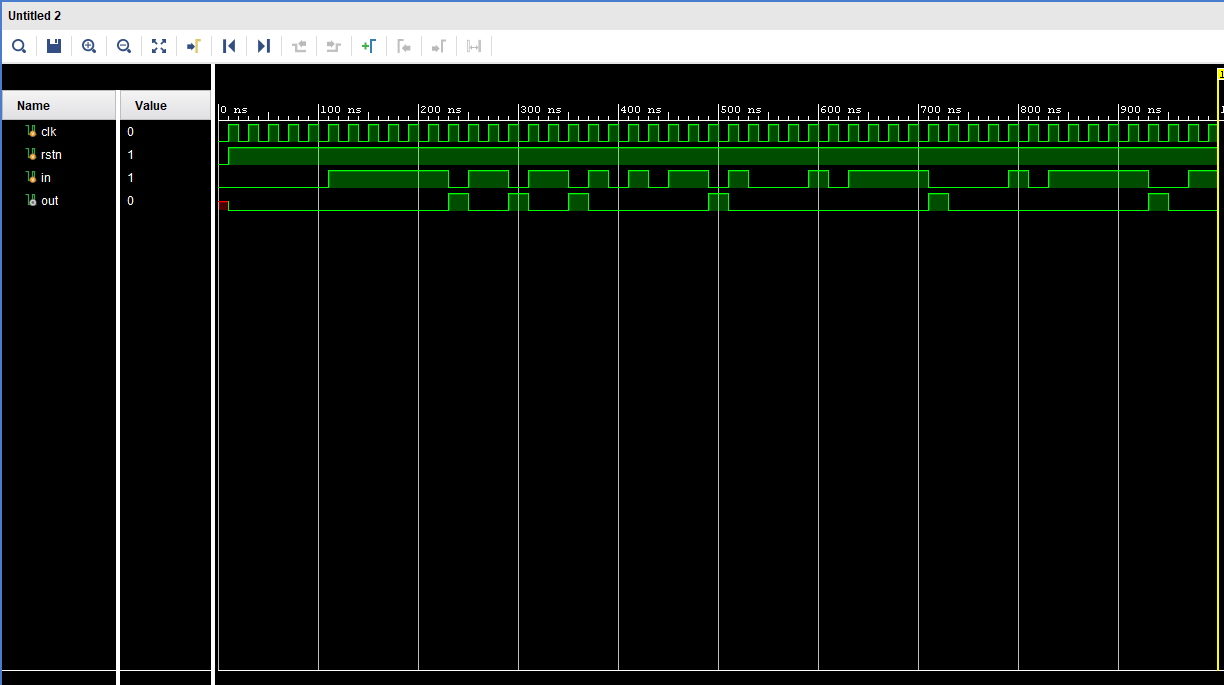 Untitled 2
Name Value
0 ns 100 ns 200 ns 300 ns 400 ns 500 ns 600 ns 700 ns 800 ns 900 ns
clk 0
rstn 1
in 1
out 0